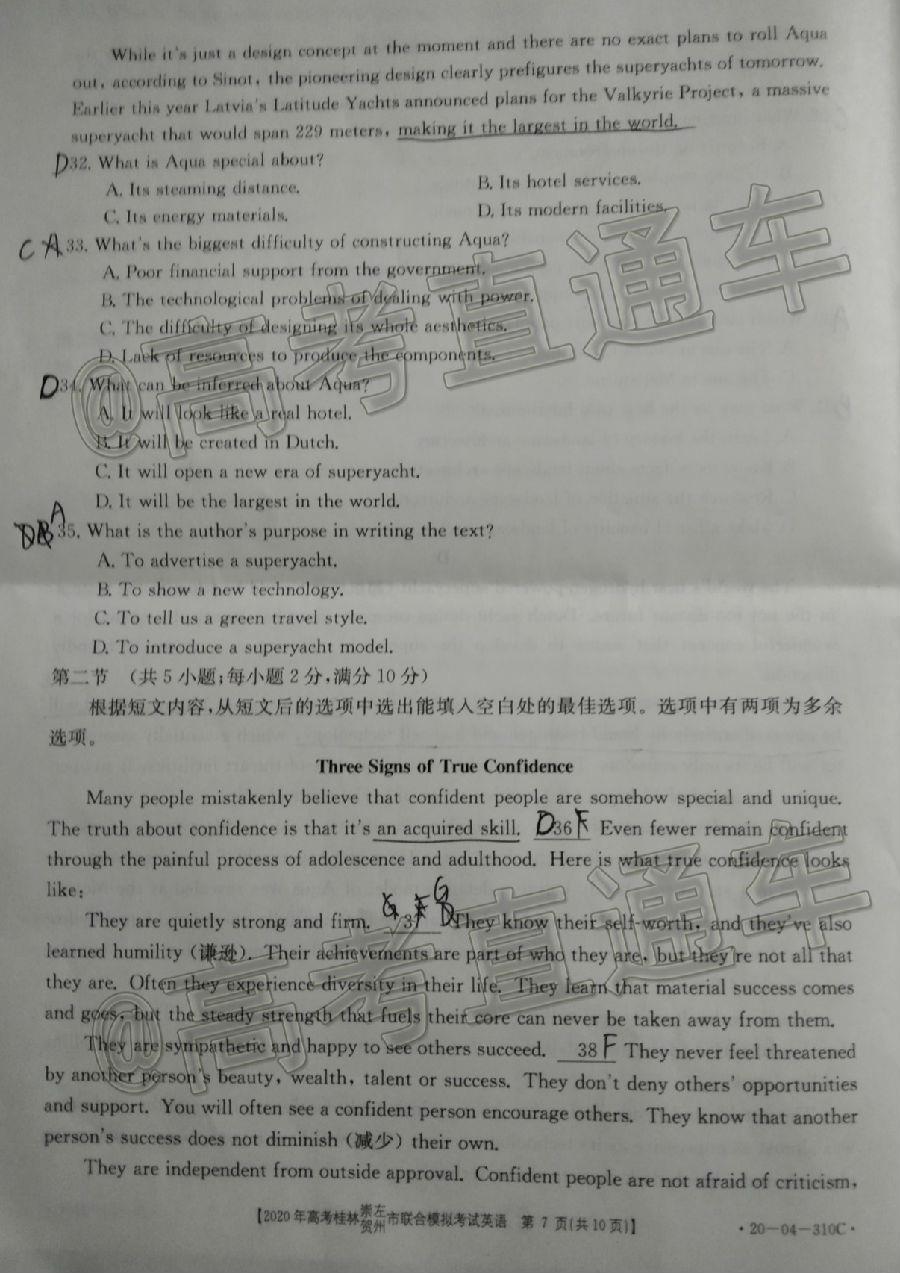 While it's just a design concept at the moment and there are no exact plans to roll Aqua
out, according to Sinot, the pioneering design clearly prefigures the superyachts of tomorrow.
Earlier this year Latvia's Latitude Yachts announced plans for the Valkyrie Project, a massive
superyacht that would span 229 meters, making it the largest in the world.
D32. What is Aqua special about?
A. Its steaming distance. B. Its hotel services.
C. Its energy materials. D. Its modern facilities.
C A 33. What's the biggest difficulty of constructing Aqua?
A. Poor financial support from the government.
B. The technological problems of dealing with power.
C. The difficulty of designing its whole aesthetics.
D. Lack of resources to produce the components.
D34. What can be inferred about Aqua?
A. It will look like a real hotel.
B. It will be created in Dutch.
C. It will open a new era of superyacht.
D. It will be the largest in the world.
A 35. What is the author's purpose in writing the text?
A. To advertise a superyacht.
B. To show a new technology.
C. To tell us a green travel style.
D. To introduce a superyacht model.
第二节 (共5小题;每小题2分,满分10分)
根据短文内容,从短文后的选项中选出能填入空白处的最佳选项。选项中有两项为多余
选项。
Three Signs of True Confidence
Many people mistakenly believe that confident people are somehow special and unique.
The truth about confidence is that it's an acquired skill. D36F Even fewer remain confident
through the painful process of adolescence and adulthood. Here is what true confidence looks
like:
They are quietly strong and firm. 37 G They know their self-worth, and they've also
learned humility (谦逊). Their achievements are part of who they are, but they're not all that
they are. Often they experience diversity in their life. They learn that material success comes
and goes, but the steady strength that fuels their core can never be taken away from them.
They are sympathetic and happy to see others succeed. 38 F They never feel threatened
by another person's beauty, wealth, talent or success. They don't deny others' opportunities
and support. You will often see a confident person encourage others. They know that another
person's success does not diminish (减少) their own.
They are independent from outside approval. Confident people are not afraid of criticism,
【2020年高考桂林崇左贺州市联合模拟考试英语 第 7 页(共10页)】 ·20-04-310C·
@高考直通车
@高考直通车